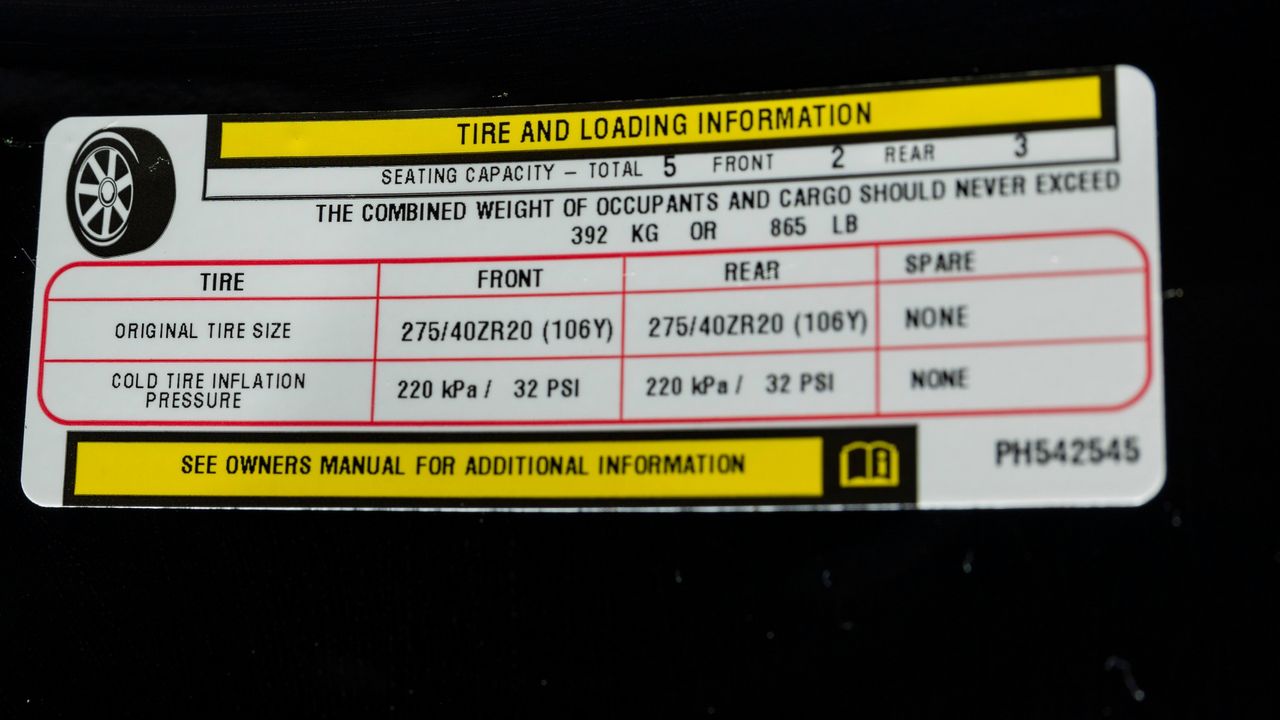 TIRE AND LOADING INFORMATION
SEATING CAPACITY – TOTAL 5 FRONT 2 REAR 3
THE COMBINED WEIGHT OF OCCUPANTS AND CARGO SHOULD NEVER EXCEED
392 KG OR 865 LB
TIRE FRONT REAR SPARE
ORIGINAL TIRE SIZE 275/40ZR20 (106Y) 275/40ZR20 (106Y) NONE
COLD TIRE INFLATION
PRESSURE 220 kPa / 32 PSI 220 kPa / 32 PSI NONE
SEE OWNERS MANUAL FOR ADDITIONAL INFORMATION
PH542545